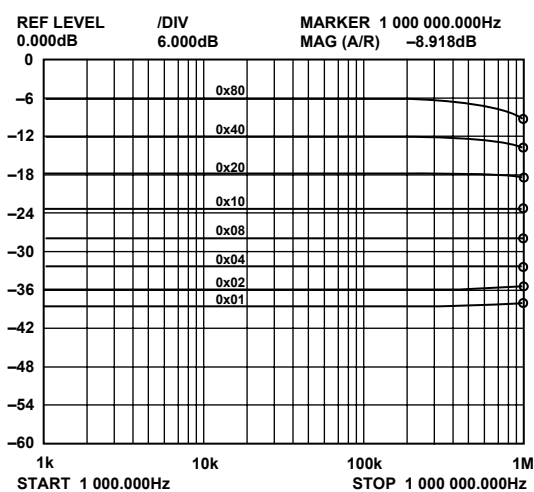 REF LEVEL /DIV MARKER 1 000 000.000Hz
0.000dB 6.000dB MAG (A/R) –8.918dB
0
–6
0x80
–12
0x40
–18
0x20
–24
0x10
–30
0x08
0x04
–36
0x02
0x01
–42
–48
–54
–60
1k 10k 100k 1M
START 1 000.000Hz STOP 1 000 000.000Hz